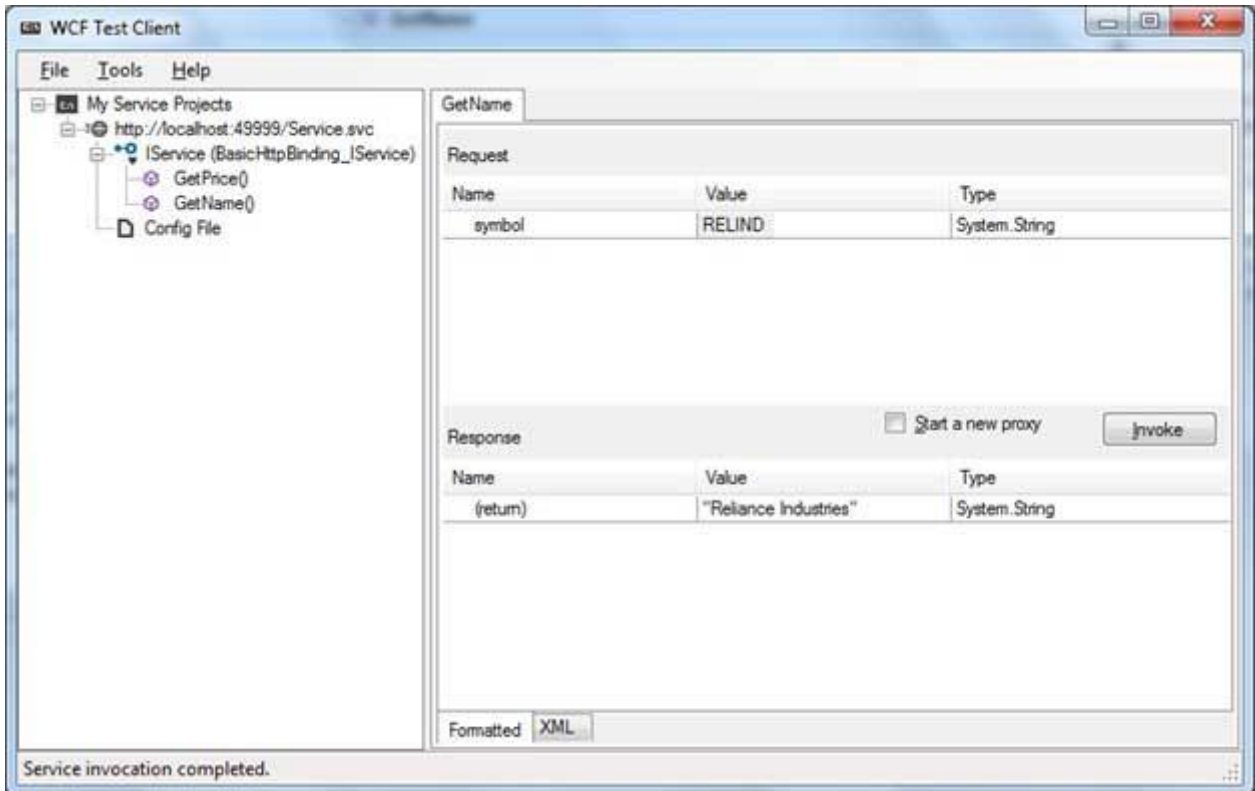 WCF Test Client
File Tools Help
My Service Projects
http://localhost:49999/Service.svc
IService (BasicHttpBinding_IService)
GetPrice()
GetName()
Config File
GetName
Request
Name Value Type
symbol RELIND System.String
Response Start a new proxy Invoke
Name Value Type
(return) "Reliance Industries" System.String
Formatted XML
Service invocation completed.